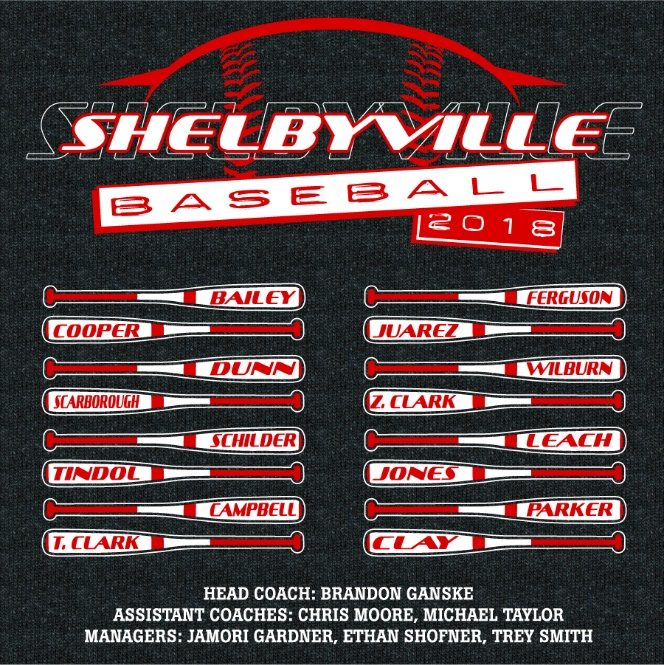 SHELBYVILLE
BASEBALL
2018
BAILEY
COOPER
DUNN
SCARBOROUGH
SCHILDER
TINDOL
CAMPBELL
T. CLARK
FERGUSON
JUAREZ
WILBURN
Z. CLARK
LEACH
JONES
PARKER
CLAY
HEAD COACH: BRANDON GANSKE
ASSISTANT COACHES: CHRIS MOORE, MICHAEL TAYLOR
MANAGERS: JAMORI GARDNER, ETHAN SHOFNER, TREY SMITH